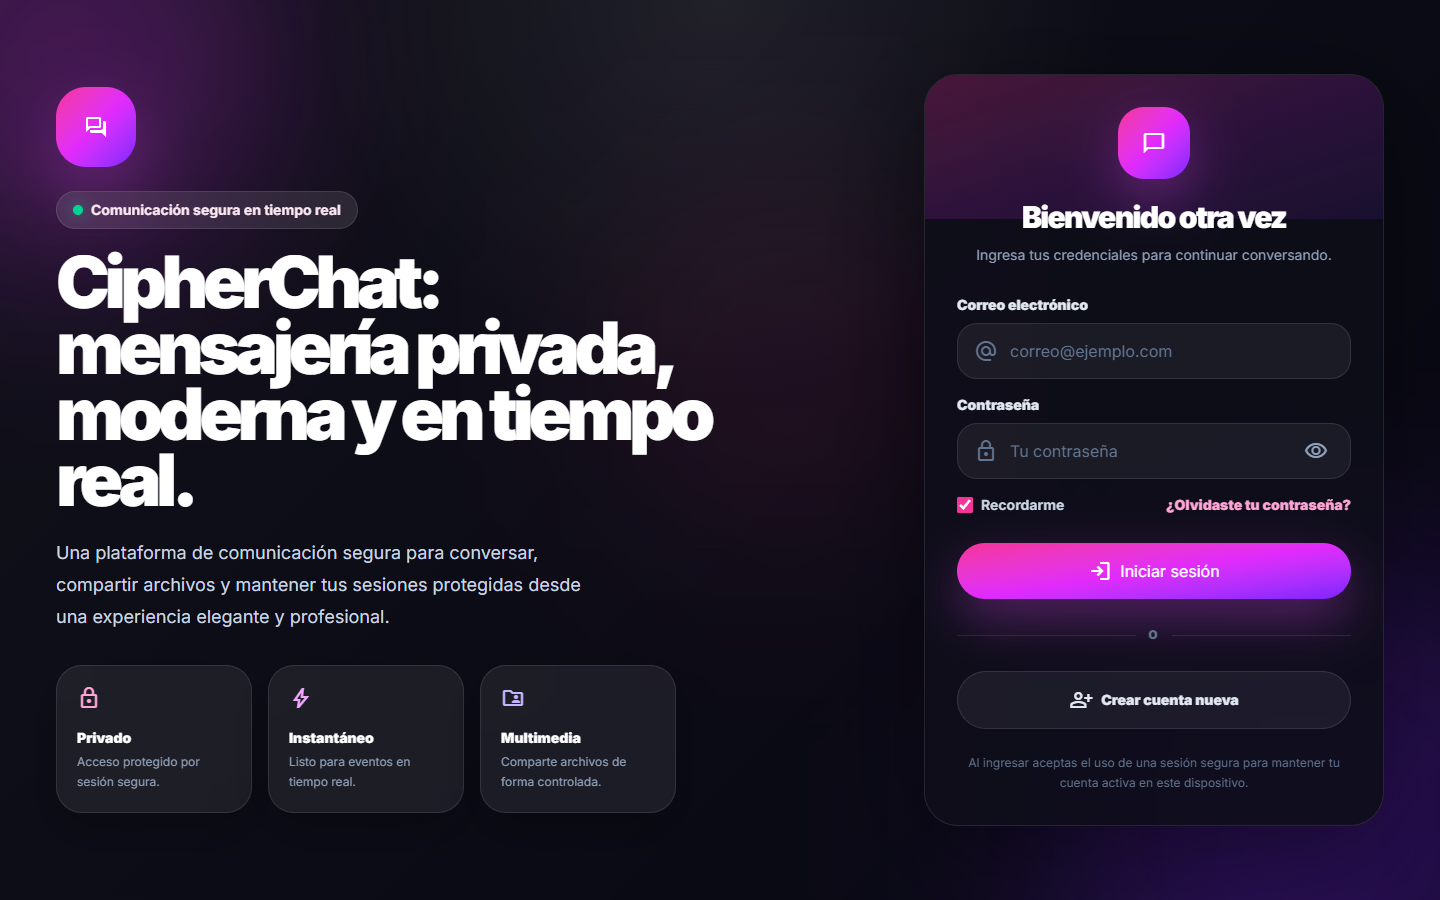 Comunicación segura en tiempo real
CipherChat:
mensajería privada,
moderna y en tiempo
real.
Una plataforma de comunicación segura para conversar,
compartir archivos y mantener tus sesiones protegidas desde
una experiencia elegante y profesional.
Privado
Acceso protegido por
sesión segura.
Instantáneo
Listo para eventos en
tiempo real.
Multimedia
Comparte archivos de
forma controlada.
Bienvenido otra vez
Ingresa tus credenciales para continuar conversando.
Correo electrónico
correo@ejemplo.com
Contraseña
Tu contraseña
Recordarme
¿Olvidaste tu contraseña?
Iniciar sesión
O
Crear cuenta nueva
Al ingresar aceptas el uso de una sesión segura para mantener tu
cuenta activa en este dispositivo.